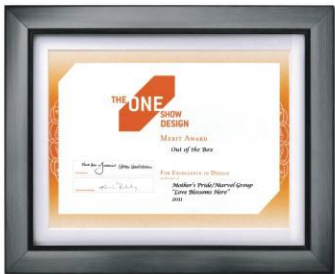 THE ONE
SHOW
DESIGN
MERIT AWARD
Out of the Box
FOR EXCELLENCE IN DESIGN
Mother's Pride/Marvel Group
"Love Blossoms Here"
2011